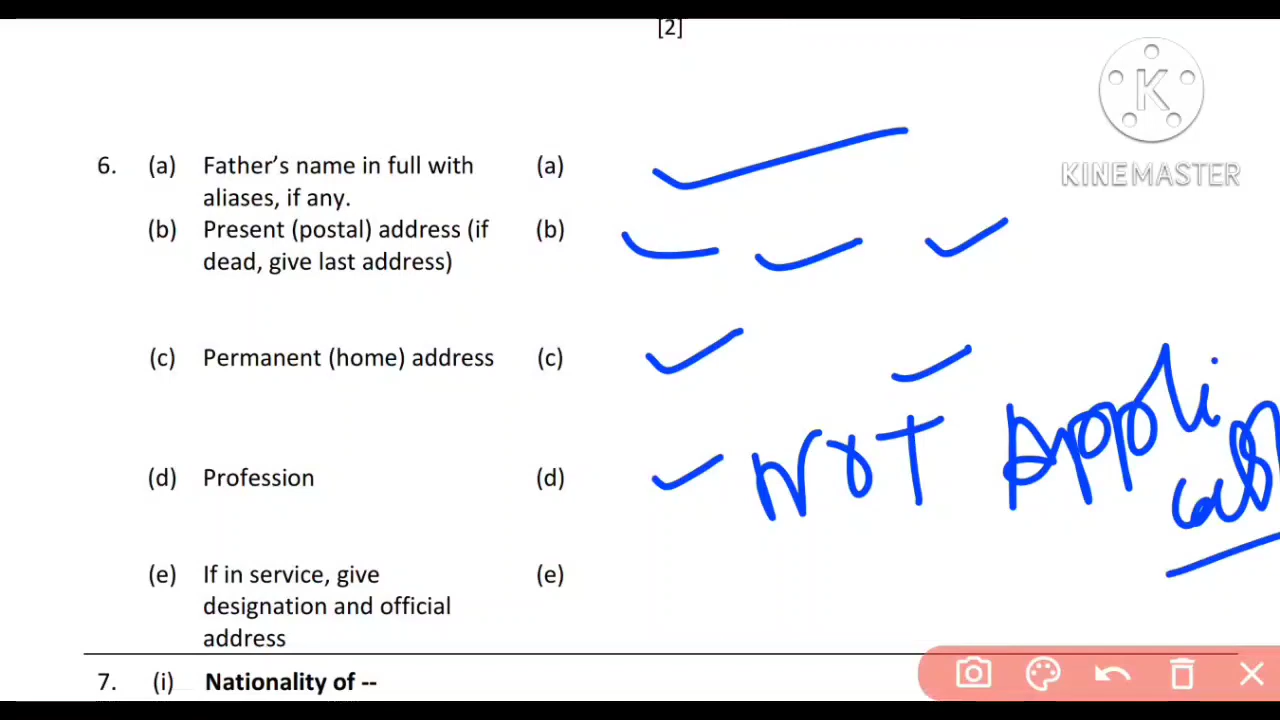 [2]
KINEMASTER
6. (a) Father’s name in full with (a)
aliases, if any.
(b) Present (postal) address (if (b)
dead, give last address)
(c) Permanent (home) address (c)
(d) Profession (d) NOT Appli
(e) If in service, give (e)
designation and official
address
7. (i) Nationality of --